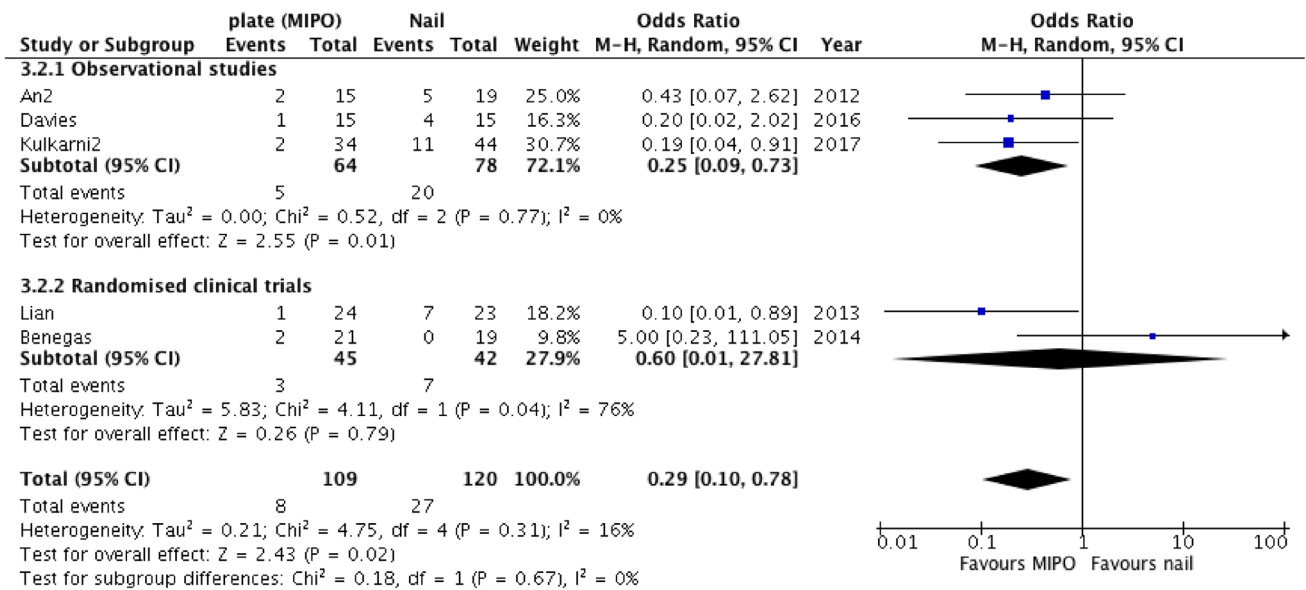 plate (MIPO) Nail Odds Ratio Odds Ratio
Study or Subgroup Events Total Events Total Weight M-H, Random, 95% CI Year M-H, Random, 95% CI
3.2.1 Observational studies
An2 2 15 5 19 25.0% 0.43 [0.07, 2.62] 2012
Davies 1 15 4 15 16.3% 0.20 [0.02, 2.02] 2016
Kulkarni2 2 34 11 44 30.7% 0.19 [0.04, 0.91] 2017
Subtotal (95% CI) 64 78 72.1% 0.25 [0.09, 0.73]
Total events 5 20
Heterogeneity: Tau² = 0.00; Chi² = 0.52, df = 2 (P = 0.77); I² = 0%
Test for overall effect: Z = 2.55 (P = 0.01)
3.2.2 Randomised clinical trials
Lian 1 24 7 23 18.2% 0.10 [0.01, 0.89] 2013
Benegas 2 21 0 19 9.8% 5.00 [0.23, 111.05] 2014
Subtotal (95% CI) 45 42 27.9% 0.60 [0.01, 27.81]
Total events 3 7
Heterogeneity: Tau² = 5.83; Chi² = 4.11, df = 1 (P = 0.04); I² = 76%
Test for overall effect: Z = 0.26 (P = 0.79)
Total (95% CI) 109 120 100.0% 0.29 [0.10, 0.78]
Total events 8 27
Heterogeneity: Tau² = 0.21; Chi² = 4.75, df = 4 (P = 0.31); I² = 16%
Test for overall effect: Z = 2.43 (P = 0.02)
Test for subgroup differences: Chi² = 0.18, df = 1 (P = 0.67), I² = 0%
0.01 0.1 1 10 100
Favours MIPO Favours nail